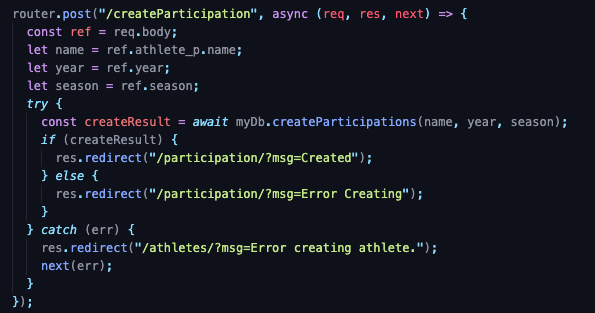 router.post("/createParticipation", async (req, res, next) => {
  const ref = req.body;
  let name = ref.athlete_p.name;
  let year = ref.year;
  let season = ref.season;
  try {
    const createResult = await myDb.createParticipations(name, year, season);
    if (createResult) {
      res.redirect("/participation/?msg=Created");
    } else {
      res.redirect("/participation/?msg=Error Creating");
    }
  } catch (err) {
    res.redirect("/athletes/?msg=Error creating athlete.");
    next(err);
  }
});